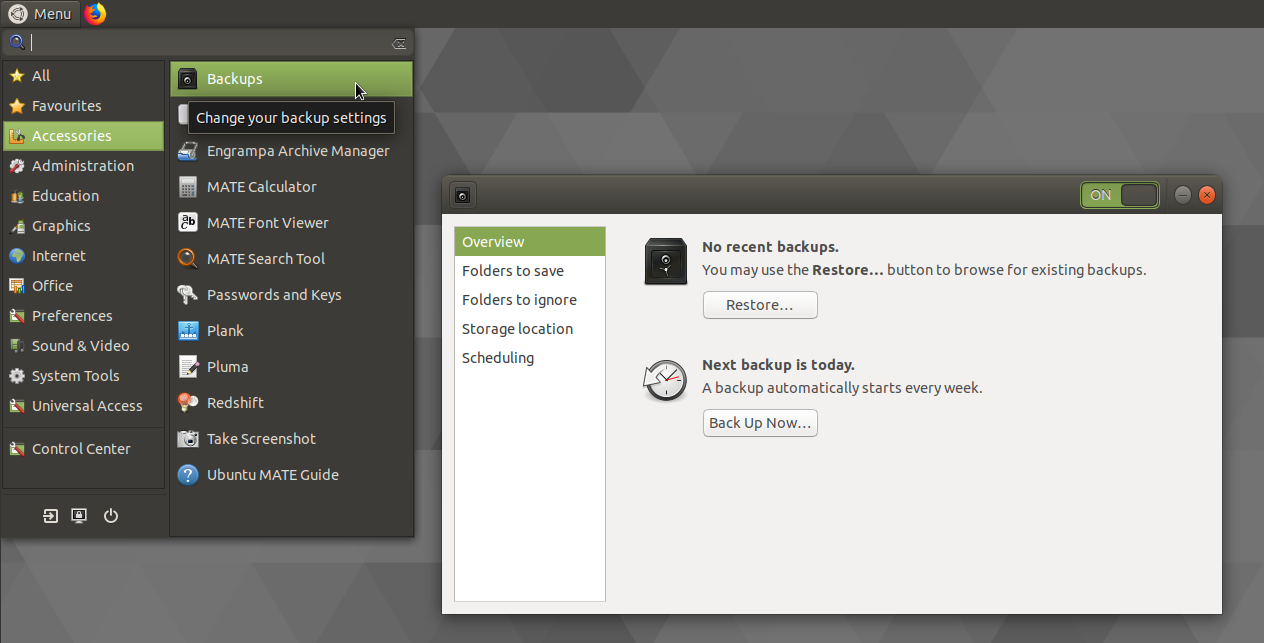 Menu
All
Favourites
Accessories
Administration
Education
Graphics
Internet
Office
Preferences
Sound & Video
System Tools
Universal Access
Control Center
Backups
Change your backup settings
Engrampa Archive Manager
MATE Calculator
abc
MATE Font Viewer
MATE Search Tool
Passwords and Keys
Plank
Pluma
Redshift
Take Screenshot
?
Ubuntu MATE Guide
ON
Overview
Folders to save
Folders to ignore
Storage location
Scheduling
No recent backups.
You may use the Restore... button to browse for existing backups.
Restore...
Next backup is today.
A backup automatically starts every week.
Back Up Now...